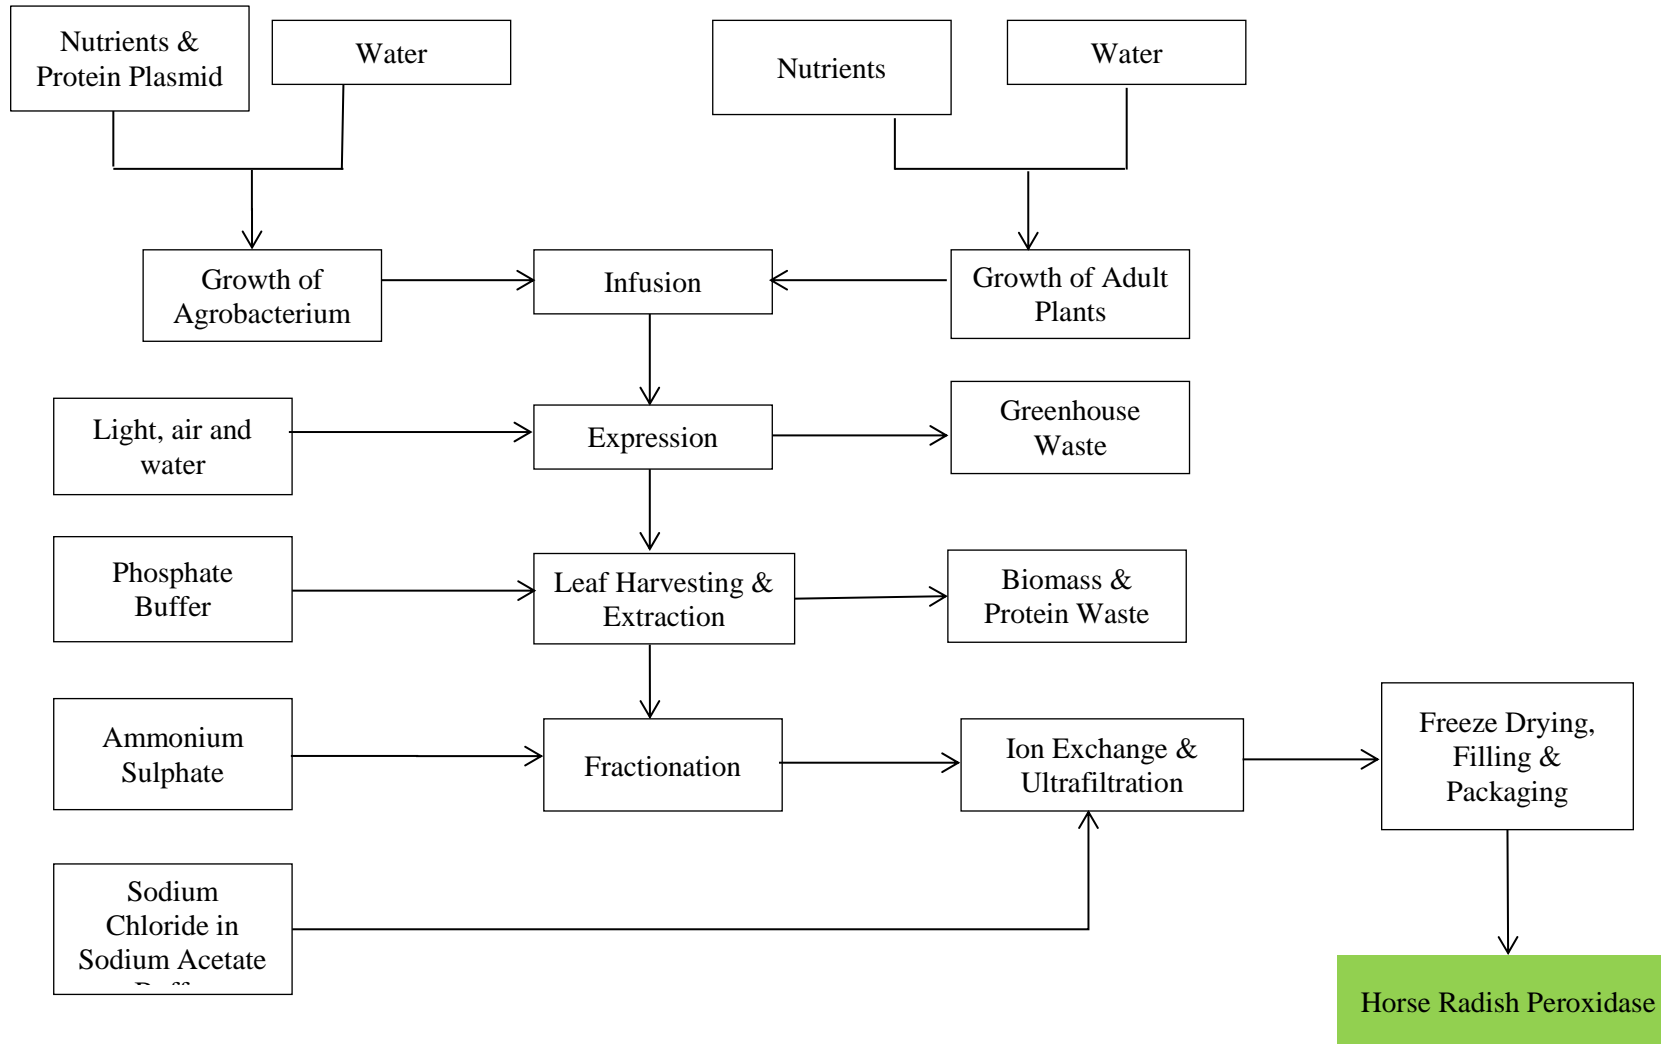 Nutrients &
Protein Plasmid
Water
Nutrients
Water
Growth of
Agrobacterium
Infusion
Growth of Adult
Plants
Light, air and
water
Expression
Greenhouse
Waste
Phosphate
Buffer
Leaf Harvesting &
Extraction
Biomass &
Protein Waste
Ammonium
Sulphate
Fractionation
Ion Exchange &
Ultrafiltration
Freeze Drying,
Filling &
Packaging
Sodium
Chloride in
Sodium Acetate
Horse Radish Peroxidase